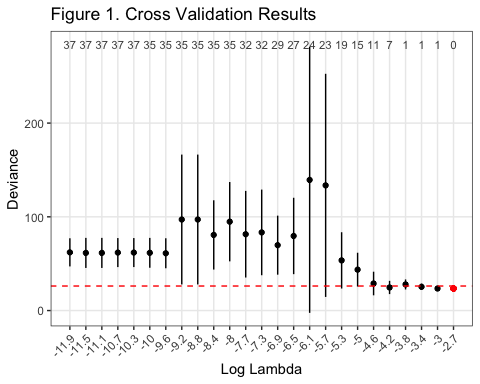 Figure 1. Cross Validation Results
37 37 37 37 37 35 35 35 35 35 35 32 32 29 27 24 23 19 15 11 7 1 1 1 0
200
100
0
Deviance
-11.9 -11.5 -11.1 -10.7 -10.3 -10 -9.6 -9.2 -8.8 -8.4 -8 -7.7 -7.3 -6.9 -6.5 -6.1 -5.7 -5.3 -5 -4.6 -4.2 -3.8 -3.4 -3 -2.7
Log Lambda